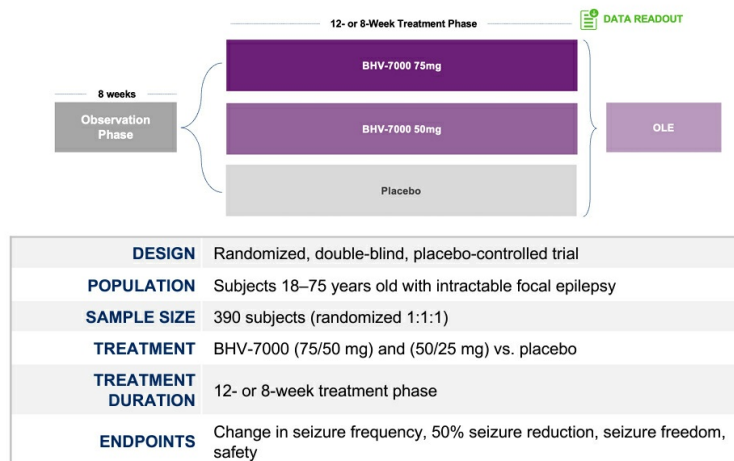 12- or 8-Week Treatment Phase
DATA READOUT
BHV-7000 75mg
8 weeks
Observation
Phase
BHV-7000 50mg
OLE
Placebo
DESIGN Randomized, double-blind, placebo-controlled trial
POPULATION Subjects 18–75 years old with intractable focal epilepsy
SAMPLE SIZE 390 subjects (randomized 1:1:1)
TREATMENT BHV-7000 (75/50 mg) and (50/25 mg) vs. placebo
TREATMENT
DURATION 12- or 8-week treatment phase
ENDPOINTS Change in seizure frequency, 50% seizure reduction, seizure freedom,
safety